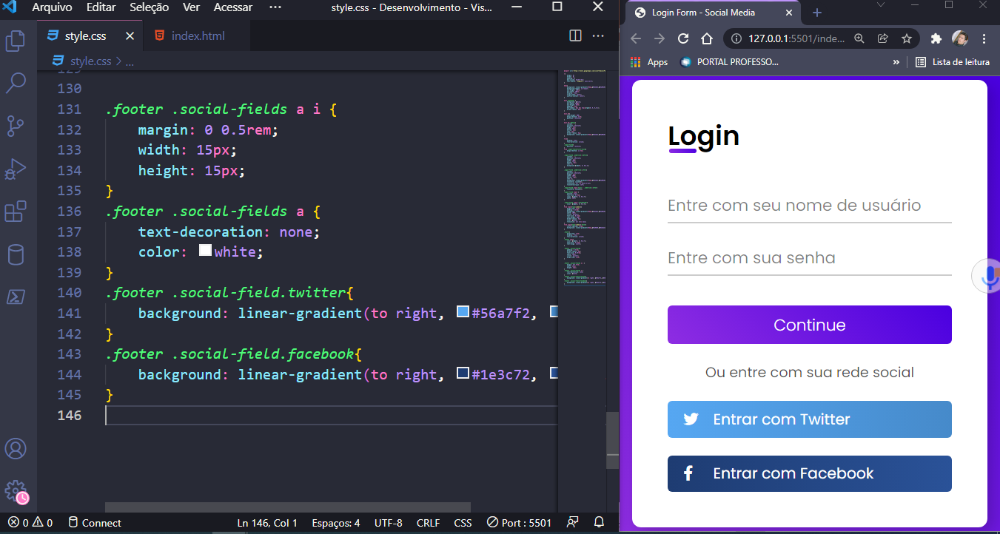 Arquivo Editar Seleção Ver Acessar ··· style.css - Desenvolvimento - Vis...
style.css index.html
style.css > ...
130
131 .footer .social-fields a i {
132 margin: 0 0.5rem;
133 width: 15px;
134 height: 15px;
135 }
136 .footer .social-fields a {
137 text-decoration: none;
138 color: white;
139 }
140 .footer .social-field.twitter{
141 background: linear-gradient(to right, #56a7f2,
142 }
143 .footer .social-field.facebook{
144 background: linear-gradient(to right, #1e3c72,
145 }
146
0 0 Connect Ln 146, Col 1 Espaços: 4 UTF-8 CRLF CSS Port : 5501
Login Form - Social Media
127.0.0.1:5501/inde...
Apps PORTAL PROFESSO... » Lista de leitura
Login
Entre com seu nome de usuário
Entre com sua senha
Continue
Ou entre com sua rede social
Entrar com Twitter
Entrar com Facebook